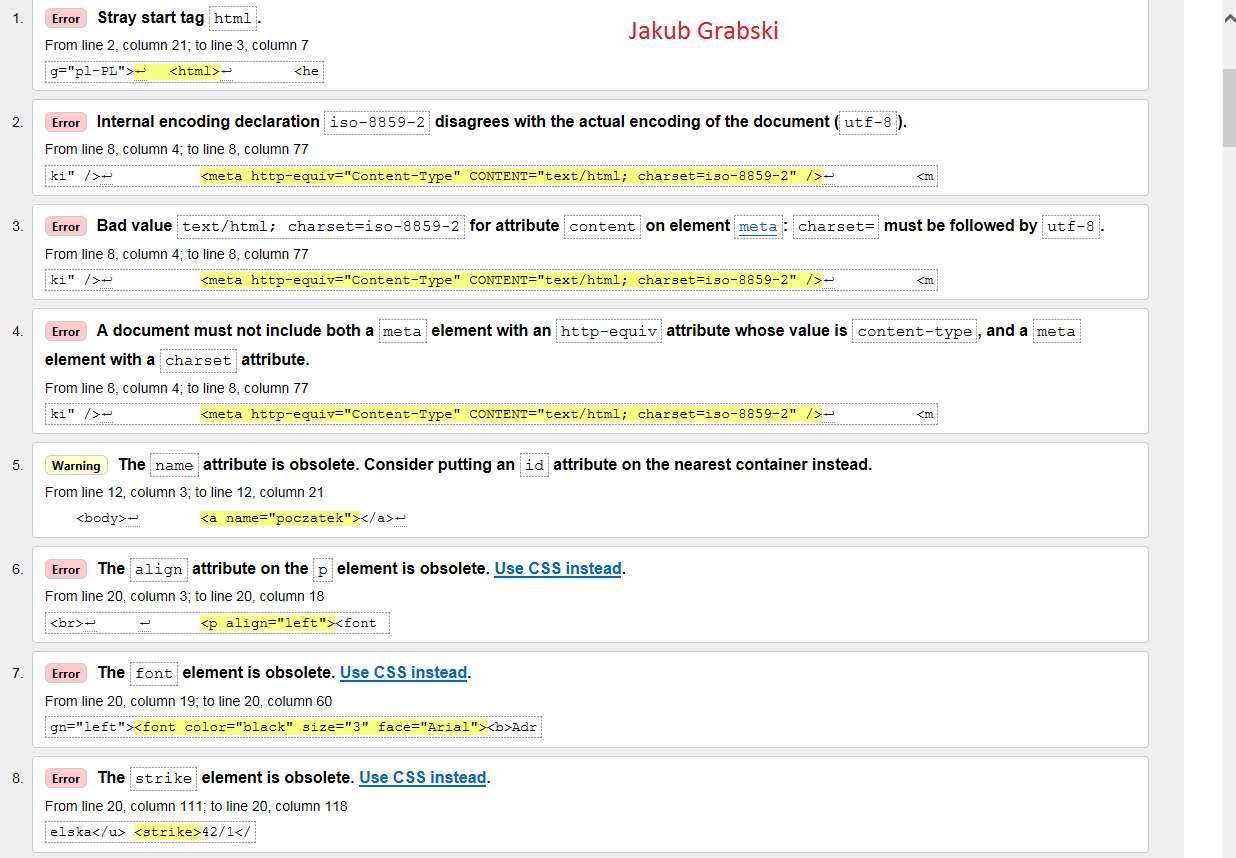 1. Error Stray start tag html.
Jakub Grabski
From line 2, column 21; to line 3, column 7
g="pl-PL">↩ <html>↩ <he
2. Error Internal encoding declaration iso-8859-2 disagrees with the actual encoding of the document (utf-8).
From line 8, column 4; to line 8, column 77
ki" />↩ <meta http-equiv="Content-Type" CONTENT="text/html; charset=iso-8859-2" />↩ <m
3. Error Bad value text/html; charset=iso-8859-2 for attribute content on element meta: charset= must be followed by utf-8.
From line 8, column 4; to line 8, column 77
ki" />↩ <meta http-equiv="Content-Type" CONTENT="text/html; charset=iso-8859-2" />↩ <m
4. Error A document must not include both a meta element with an http-equiv attribute whose value is content-type, and a meta
element with a charset attribute.
From line 8, column 4; to line 8, column 77
ki" />↩ <meta http-equiv="Content-Type" CONTENT="text/html; charset=iso-8859-2" />↩ <m
5. Warning The name attribute is obsolete. Consider putting an id attribute on the nearest container instead.
From line 12, column 3; to line 12, column 21
<body>↩ <a name="poczatek"></a>↩
6. Error The align attribute on the p element is obsolete. Use CSS instead.
From line 20, column 3; to line 20, column 18
<br>↩ ↩ <p align="left"><font
7. Error The font element is obsolete. Use CSS instead.
From line 20, column 19; to line 20, column 60
gn="left"><font color="black" size="3" face="Arial"><b>Adr
8. Error The strike element is obsolete. Use CSS instead.
From line 20, column 111; to line 20, column 118
elska</u> <strike>42/1</